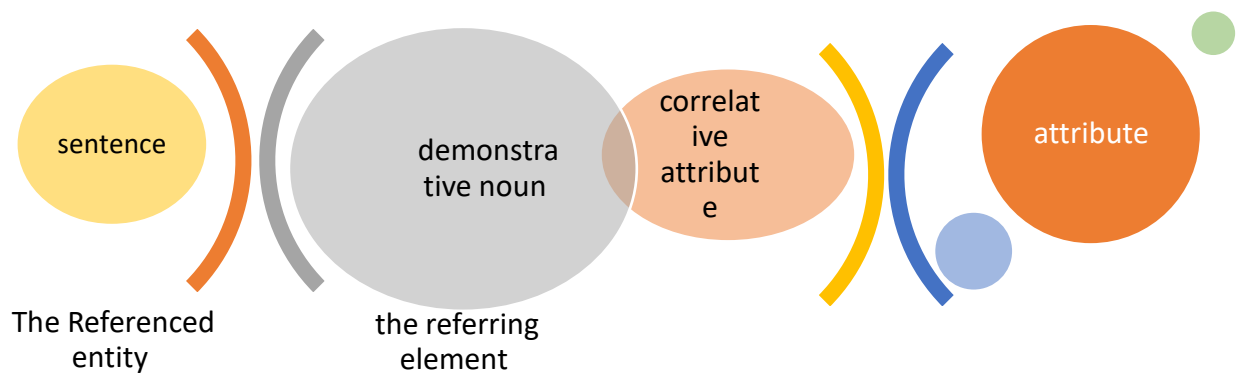 sentence
demonstra
tive noun
correlat
ive
attribut
e
attribute
The Referenced
entity
the referring
element